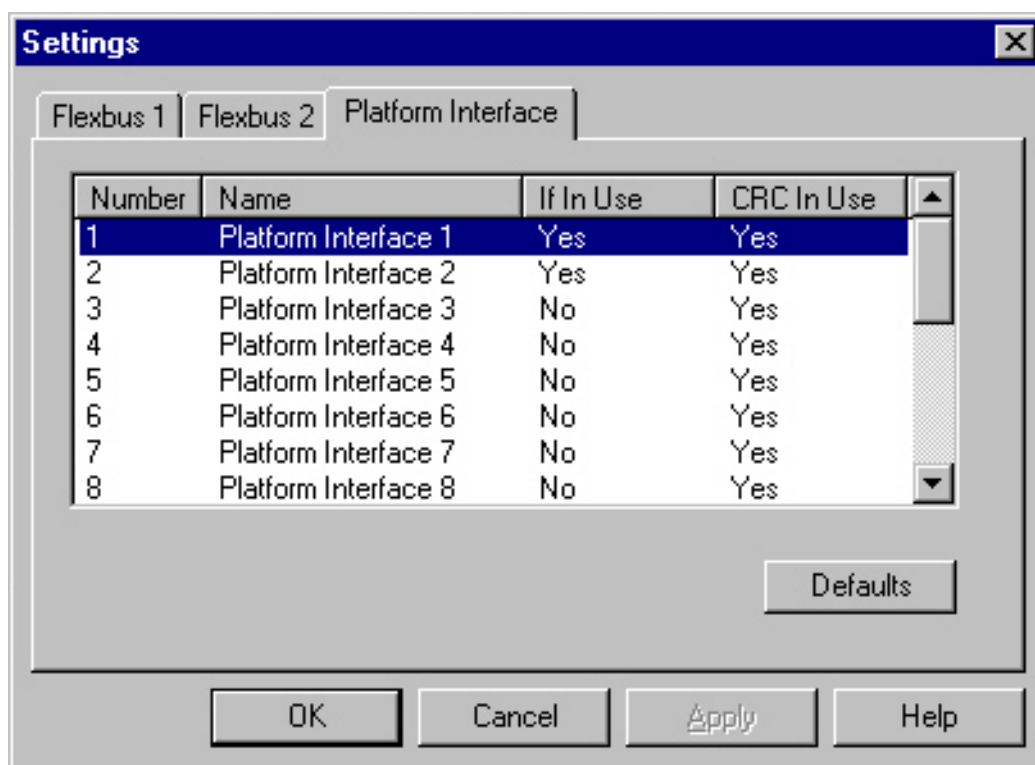 Settings
Flexbus 1 Flexbus 2 Platform Interface
Number Name If In Use CRC In Use
1 Platform Interface 1 Yes Yes
2 Platform Interface 2 Yes Yes
3 Platform Interface 3 No Yes
4 Platform Interface 4 No Yes
5 Platform Interface 5 No Yes
6 Platform Interface 6 No Yes
7 Platform Interface 7 No Yes
8 Platform Interface 8 No Yes
Defaults
OK Cancel Apply Help